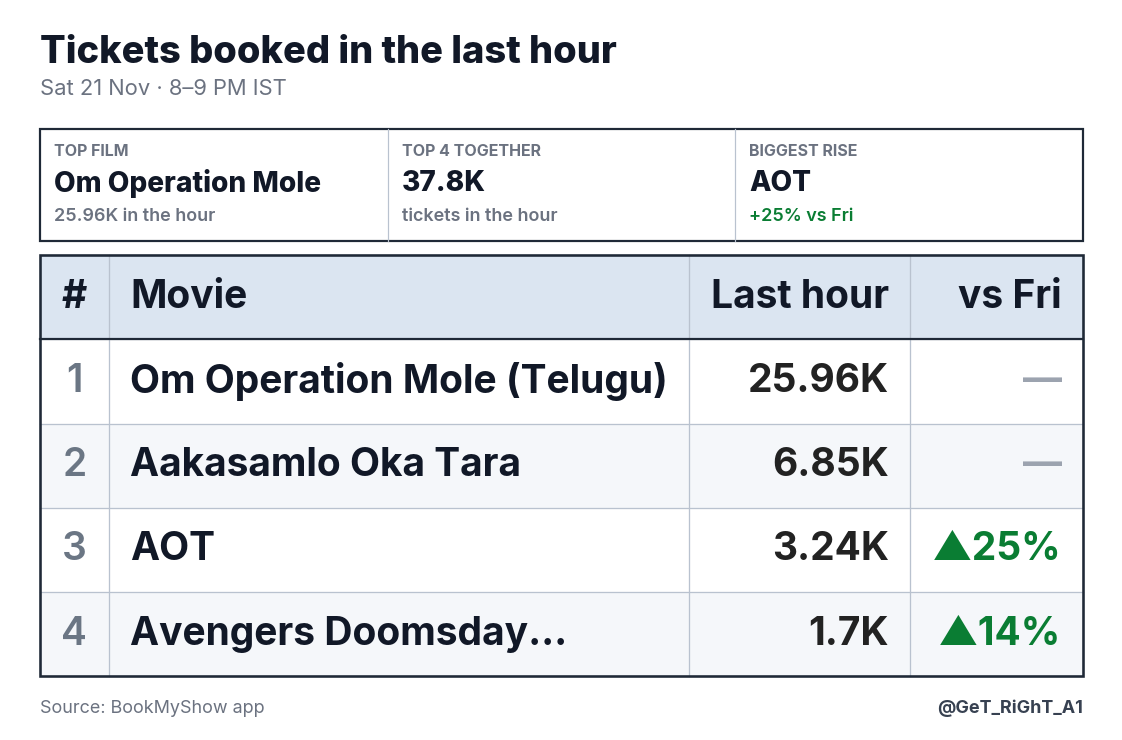 Tickets booked in the last hour
Sat 21 Nov · 8–9 PM IST
TOP FILM
Om Operation Mole
25.96K in the hour
TOP 4 TOGETHER
37.8K
tickets in the hour
BIGGEST RISE
AOT
+25% vs Fri
# Movie Last hour vs Fri
1 Om Operation Mole (Telugu) 25.96K —
2 Aakasamlo Oka Tara 6.85K —
3 AOT 3.24K ▲25%
4 Avengers Doomsday... 1.7K ▲14%
Source: BookMyShow app @GeT_RiGhT_A1